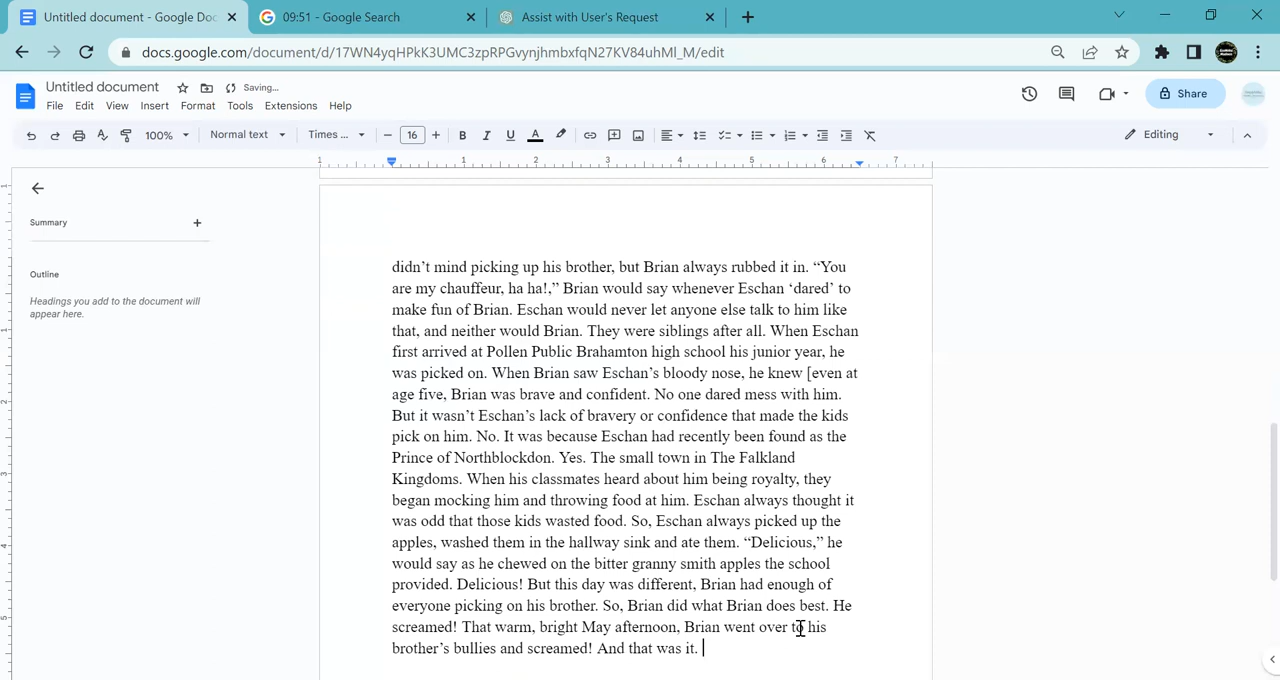 Untitled document - Google Doc
09:51 - Google Search
Assist with User's Request
docs.google.com/document/d/17WN4yqHPkK3UMC3zpRPGvynjhmbxfqN27KV84uhMl_M/edit
Untitled document
Saving...
File Edit View Insert Format Tools Extensions Help
Share
100% Normal text Times ... 16 B I U A Editing
1 1 2 3 4 5 6 7
Summary
Outline
Headings you add to the document will
appear here.
didn’t mind picking up his brother, but Brian always rubbed it in. “You
are my chauffeur, ha ha!,” Brian would say whenever Eschan ‘dared’ to
make fun of Brian. Eschan would never let anyone else talk to him like
that, and neither would Brian. They were siblings after all. When Eschan
first arrived at Pollen Public Brahamton high school his junior year, he
was picked on. When Brian saw Eschan’s bloody nose, he knew [even at
age five, Brian was brave and confident. No one dared mess with him.
But it wasn’t Eschan’s lack of bravery or confidence that made the kids
pick on him. No. It was because Eschan had recently been found as the
Prince of Northblockdon. Yes. The small town in The Falkland
Kingdoms. When his classmates heard about him being royalty, they
began mocking him and throwing food at him. Eschan always thought it
was odd that those kids wasted food. So, Eschan always picked up the
apples, washed them in the hallway sink and ate them. “Delicious,” he
would say as he chewed on the bitter granny smith apples the school
provided. Delicious! But this day was different, Brian had enough of
everyone picking on his brother. So, Brian did what Brian does best. He
screamed! That warm, bright May afternoon, Brian went over to his
brother’s bullies and screamed! And that was it.